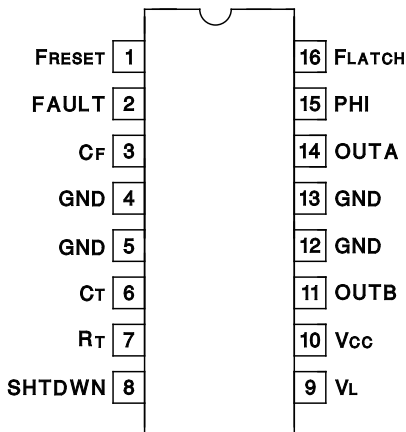 FRESET 1 16 FLATCH
FAULT 2 15 PHI
CF 3 14 OUTA
GND 4 13 GND
GND 5 12 GND
CT 6 11 OUTB
RT 7 10 VCC
SHTDWN 8 9 VL